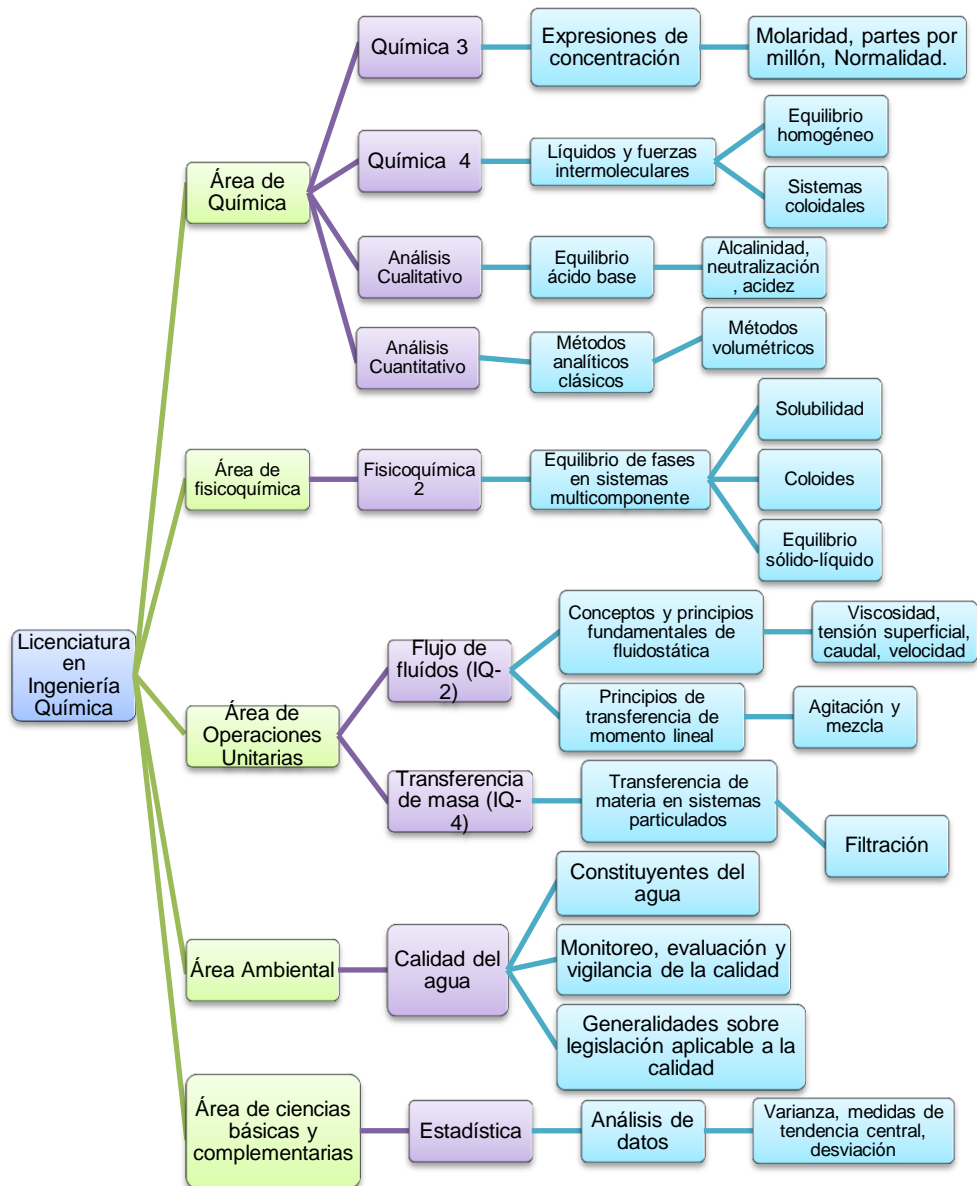 Licenciatura
en
Ingeniería
Química
Área de
Química
Química 3
Expresiones de
concentración
Molaridad, partes por
millón, Normalidad.
Química 4
Líquidos y fuerzas
intermoleculares
Equilibrio
homogéneo
Sistemas
coloidales
Análisis
Cualitativo
Equilibrio
ácido base
Alcalinidad,
neutralización
, acidez
Análisis
Cuantitativo
Métodos
analíticos
clásicos
Métodos
volumétricos
Área de
fisicoquímica
Fisicoquímica
2
Equilibrio de fases
en sistemas
multicomponente
Solubilidad
Coloides
Equilibrio
sólido-líquido
Área de
Operaciones
Unitarias
Flujo de
fluídos (IQ-
2)
Conceptos y principios
fundamentales de
fluidostática
Viscosidad,
tensión superficial,
caudal, velocidad
Principios de
transferencia de
momento lineal
Agitación y
mezcla
Transferencia
de masa (IQ-
4)
Transferencia de
materia en sistemas
particulados
Filtración
Área Ambiental
Calidad del
agua
Constituyentes del
agua
Monitoreo, evaluación y
vigilancia de la calidad
Generalidades sobre
legislación aplicable a la
calidad
Área de ciencias
básicas y
complementarias
Estadística
Análisis de
datos
Varianza, medidas de
tendencia central,
desviación